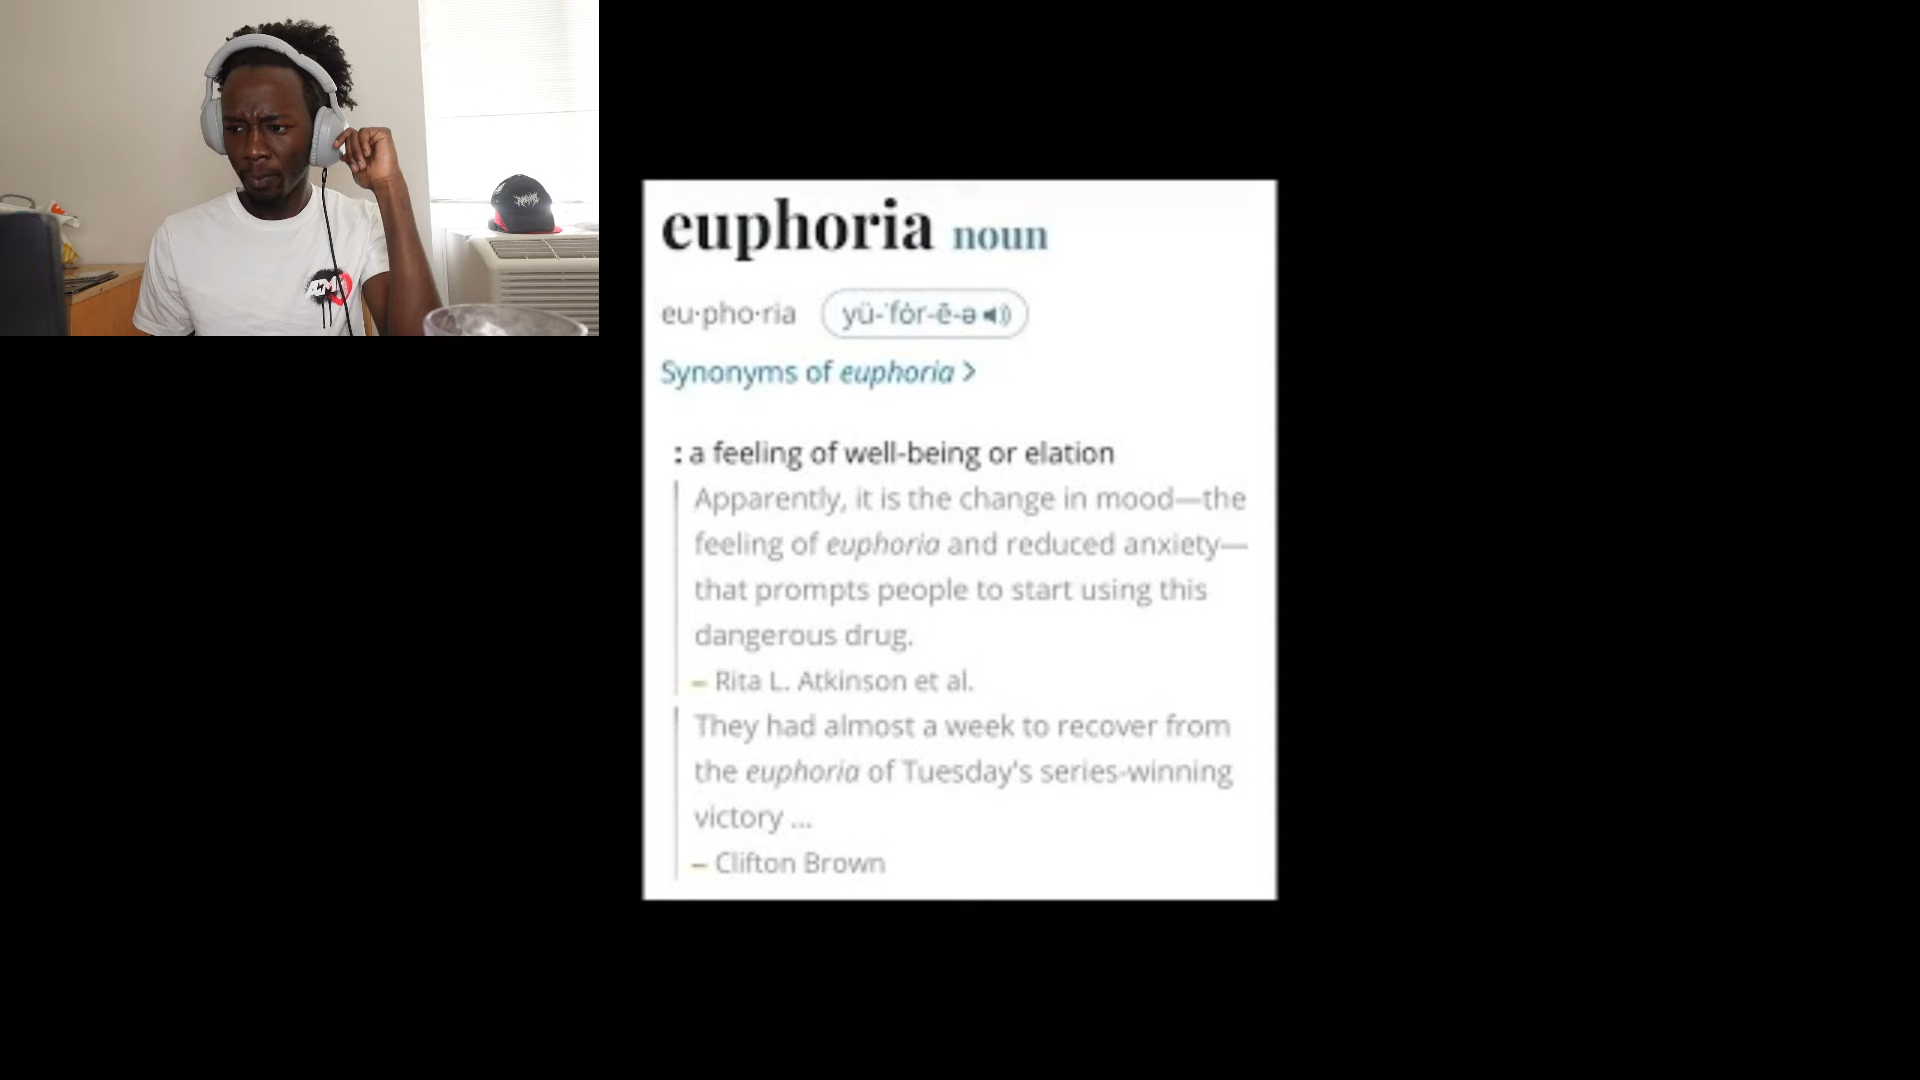 euphoria noun
eu·pho·ria yü-ˈfȯr-ē-ə
Synonyms of euphoria >
: a feeling of well-being or elation
Apparently, it is the change in mood—the
feeling of euphoria and reduced anxiety—
that prompts people to start using this
dangerous drug.
– Rita L. Atkinson et al.
They had almost a week to recover from
the euphoria of Tuesday's series-winning
victory ...
– Clifton Brown